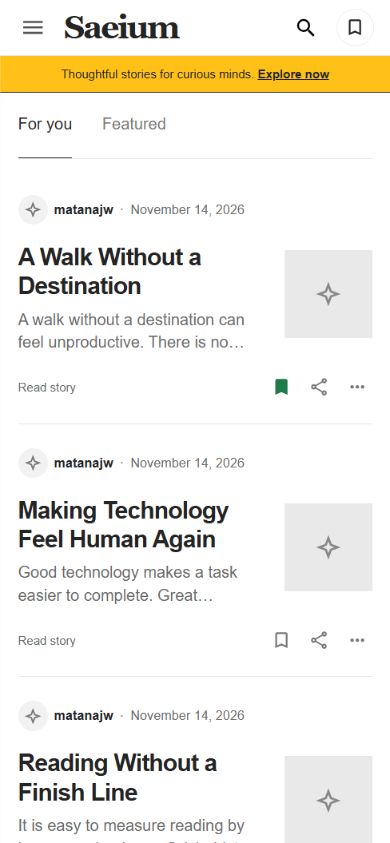 Saeium
Thoughtful stories for curious minds. Explore now
For you
Featured
matanajw · November 14, 2026
A Walk Without a
Destination
A walk without a destination can
feel unproductive. There is no…
Read story
matanajw · November 14, 2026
Making Technology
Feel Human Again
Good technology makes a task
easier to complete. Great…
Read story
matanajw · November 14, 2026
Reading Without a
Finish Line
It is easy to measure reading by